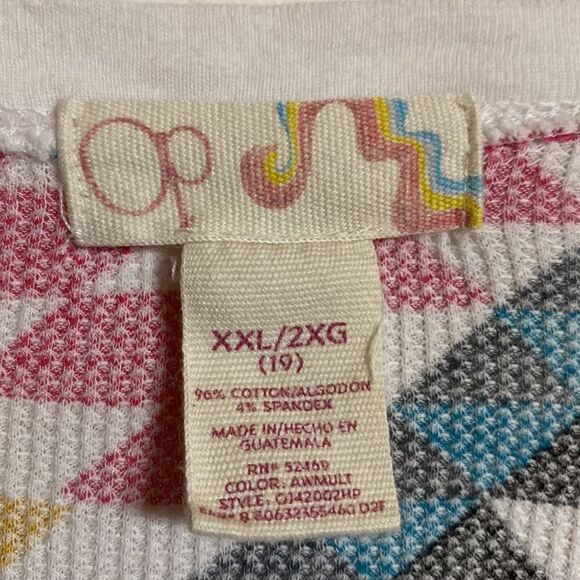 Op
XXL/2XG
(19)
96% COTTON/ALGODON
4% SPANDEX
MADE IN/HECHO EN
GUATEMALA
RN# 52469
COLOR: AWMULT
STYLE: OJ42002HP